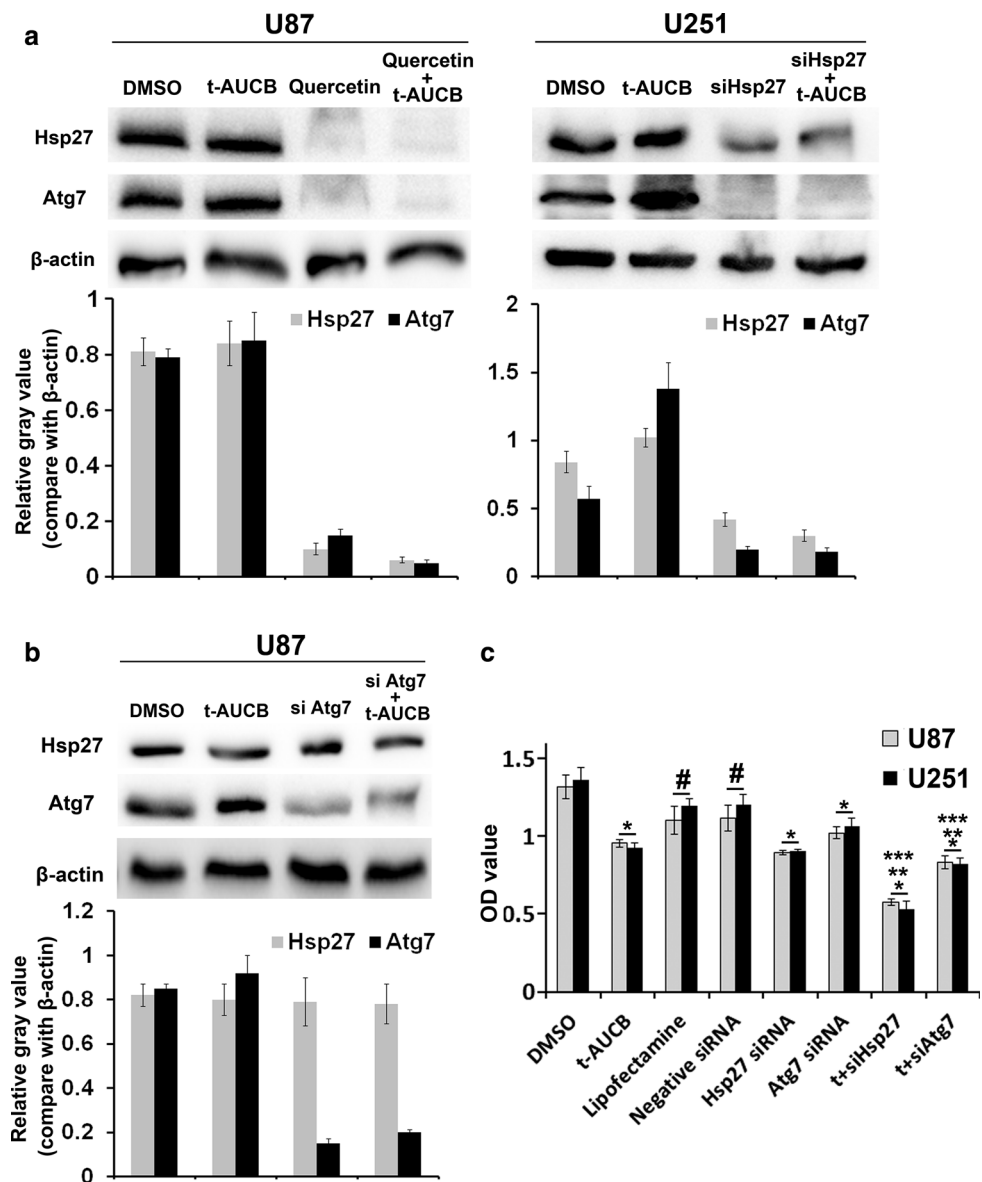 a
U87
DMSO t-AUCB Quercetin Quercetin + t-AUCB
Hsp27
Atg7
β-actin
Relative gray value
(compare with β-actin)
1
0.8
0.6
0.4
0.2
0
Hsp27 Atg7
U251
DMSO t-AUCB siHsp27 siHsp27 + t-AUCB
2
1.5
1
0.5
0
Hsp27 Atg7
b
U87
DMSO t-AUCB si Atg7 si Atg7 + t-AUCB
Hsp27
Atg7
β-actin
Relative gray value
(compare with β-actin)
1.2
1
0.8
0.6
0.4
0.2
0
Hsp27 Atg7
c
U87
U251
OD value
1.5
1
0.5
0
*
#
#
*
*
***
**
*
***
**
*
DMSO
t-AUCB
Lipofectamine
Negative siRNA
Hsp27 siRNA
Atg7 siRNA
t+siHsp27
t+siAtg7